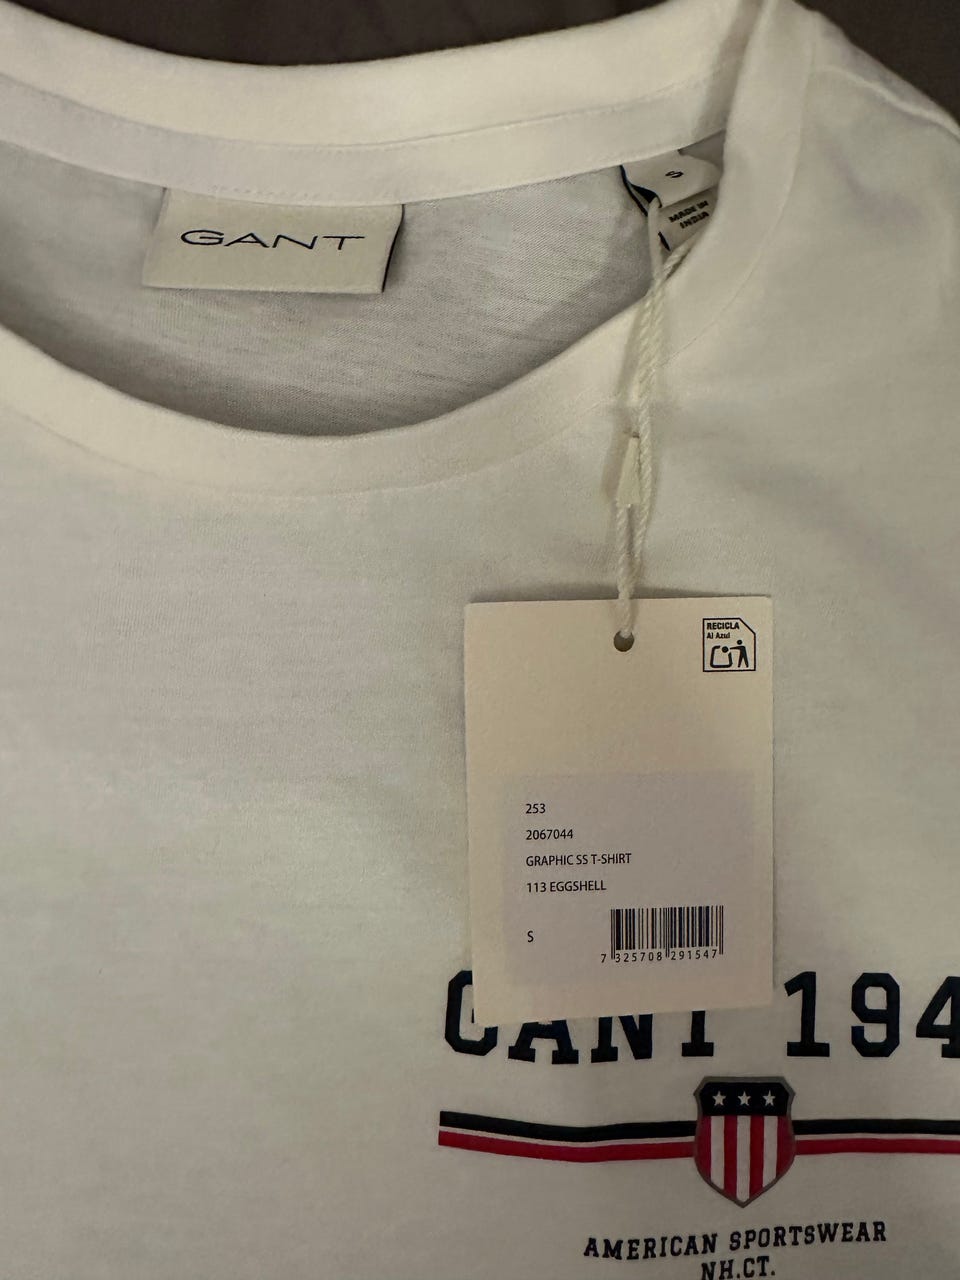 GANT
S
MADE IN
INDIA
RECICLA
Al Azul
253
2067044
GRAPHIC SS T-SHIRT
113 EGGSHELL
S
7 325708 291547
GANT 194
AMERICAN SPORTSWEAR
NH.CT.